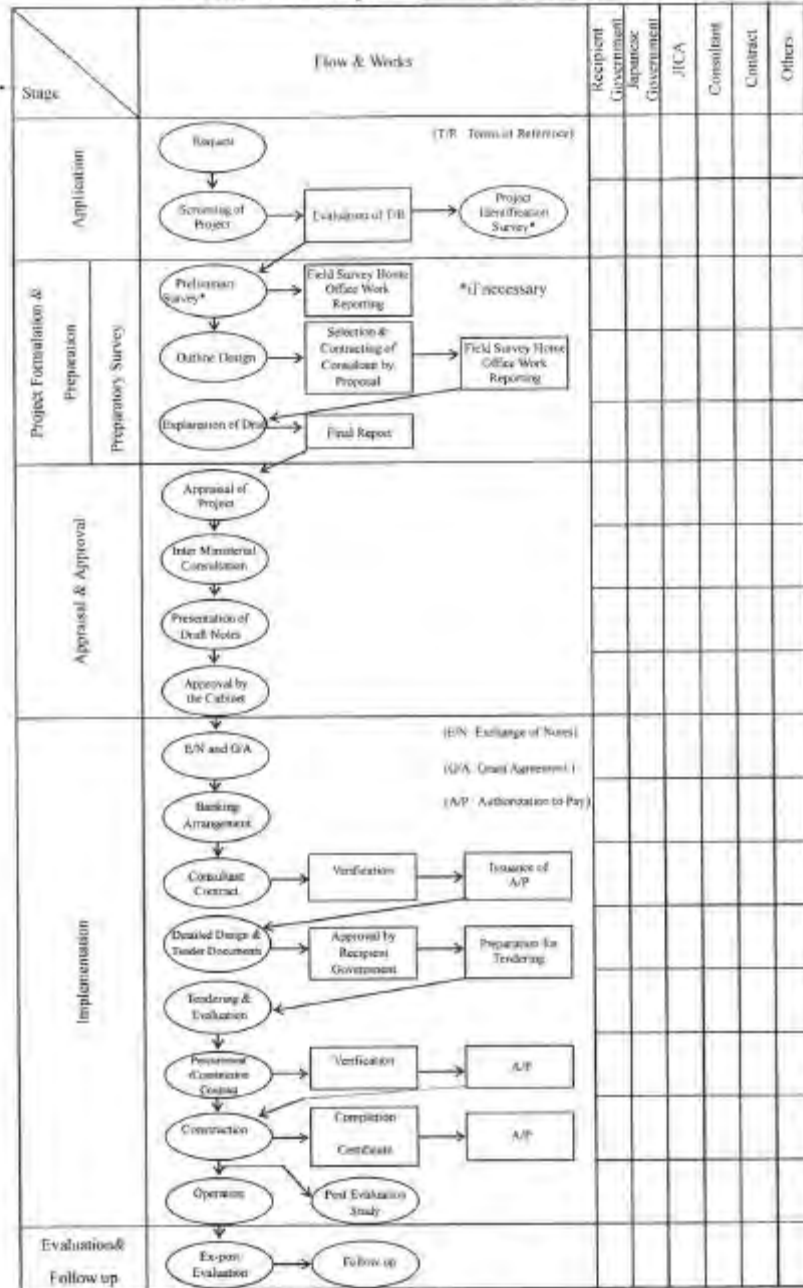 Stage
Flow & Works
Recipient
Government
Japanese
Government
JICA
Consultant
Contract
Others
Application
Request
(T/R : Terms of Reference)
Screening of
Project
Evaluation of T/R
Project
Identification
Survey*
Project Formulation &
Preparation
Preparatory Survey
Preliminary
Survey*
Field Survey Home
Office Work
Reporting
*if necessary
Outline Design
Selection &
Contracting of
Consultant by
Proposal
Field Survey Home
Office Work
Reporting
Explanation of Draf
Final Report
Appraisal & Approval
Appraisal of
Project
Inter Ministerial
Consultation
Presentation of
Draft Notes
Approval by
the Cabinet
Implementation
E/N and G/A
(E/N : Exchange of Notes)
(G/A : Grant Agreement )
(A/P : Authorization to Pay)
Banking
Arrangement
Consultant
Contract
Verification
Issuance of
A/P
Detailed Design &
Tender Documents
Approval by
Recipient
Government
Preparation for
Tendering
Tendering &
Evaluation
Procurement
/Construction
Contract
Verification
A/P
Construction
Completion
Certificate
A/P
Operation
Post Evaluation
Study
Evaluation&
Follow up
Ex-post
Evaluation
Follow up